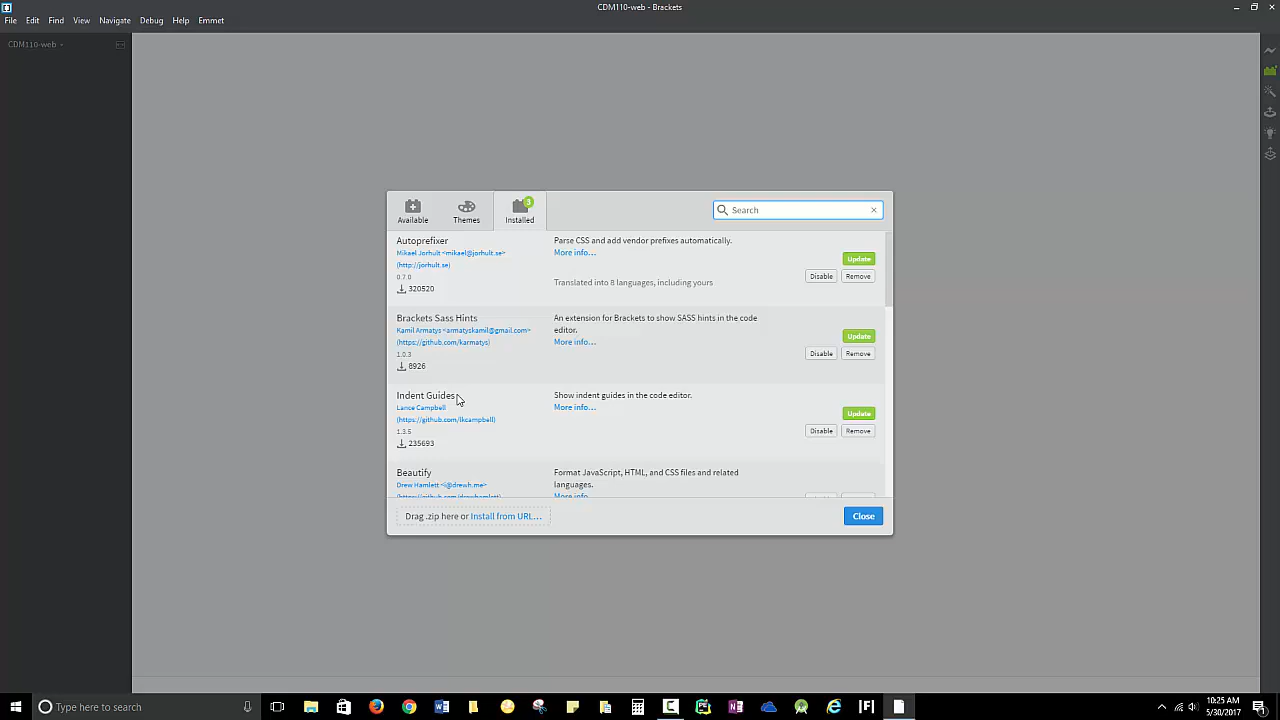 CDM110-web - Brackets
File Edit Find View Navigate Debug Help Emmet
CDM110-web
Available
Themes
3
Installed
Search
Autoprefixer
Mikael Jorhult <mikael@jorhult.se>
(http://jorhult.se)
0.7.0
320520
Parse CSS and add vendor prefixes automatically.
More info...
Translated into 8 languages, including yours
Update
Disable Remove
Brackets Sass Hints
Kamil Armatys <armatyskamil@gmail.com>
(https://github.com/karmatys)
1.0.3
8926
An extension for Brackets to show SASS hints in the code
editor.
More info...
Update
Disable Remove
Indent Guides
Lance Campbell
(https://github.com/lkcampbell)
1.3.5
235693
Show indent guides in the code editor.
More info...
Update
Disable Remove
Beautify
Drew Hamlett <i@drewh.me>
(https://github.com/drewhamlett)
Format JavaScript, HTML, and CSS files and related
languages.
More info...
Drag .zip here or Install from URL...
Close
Type here to search
10:25 AM
5/30/2017